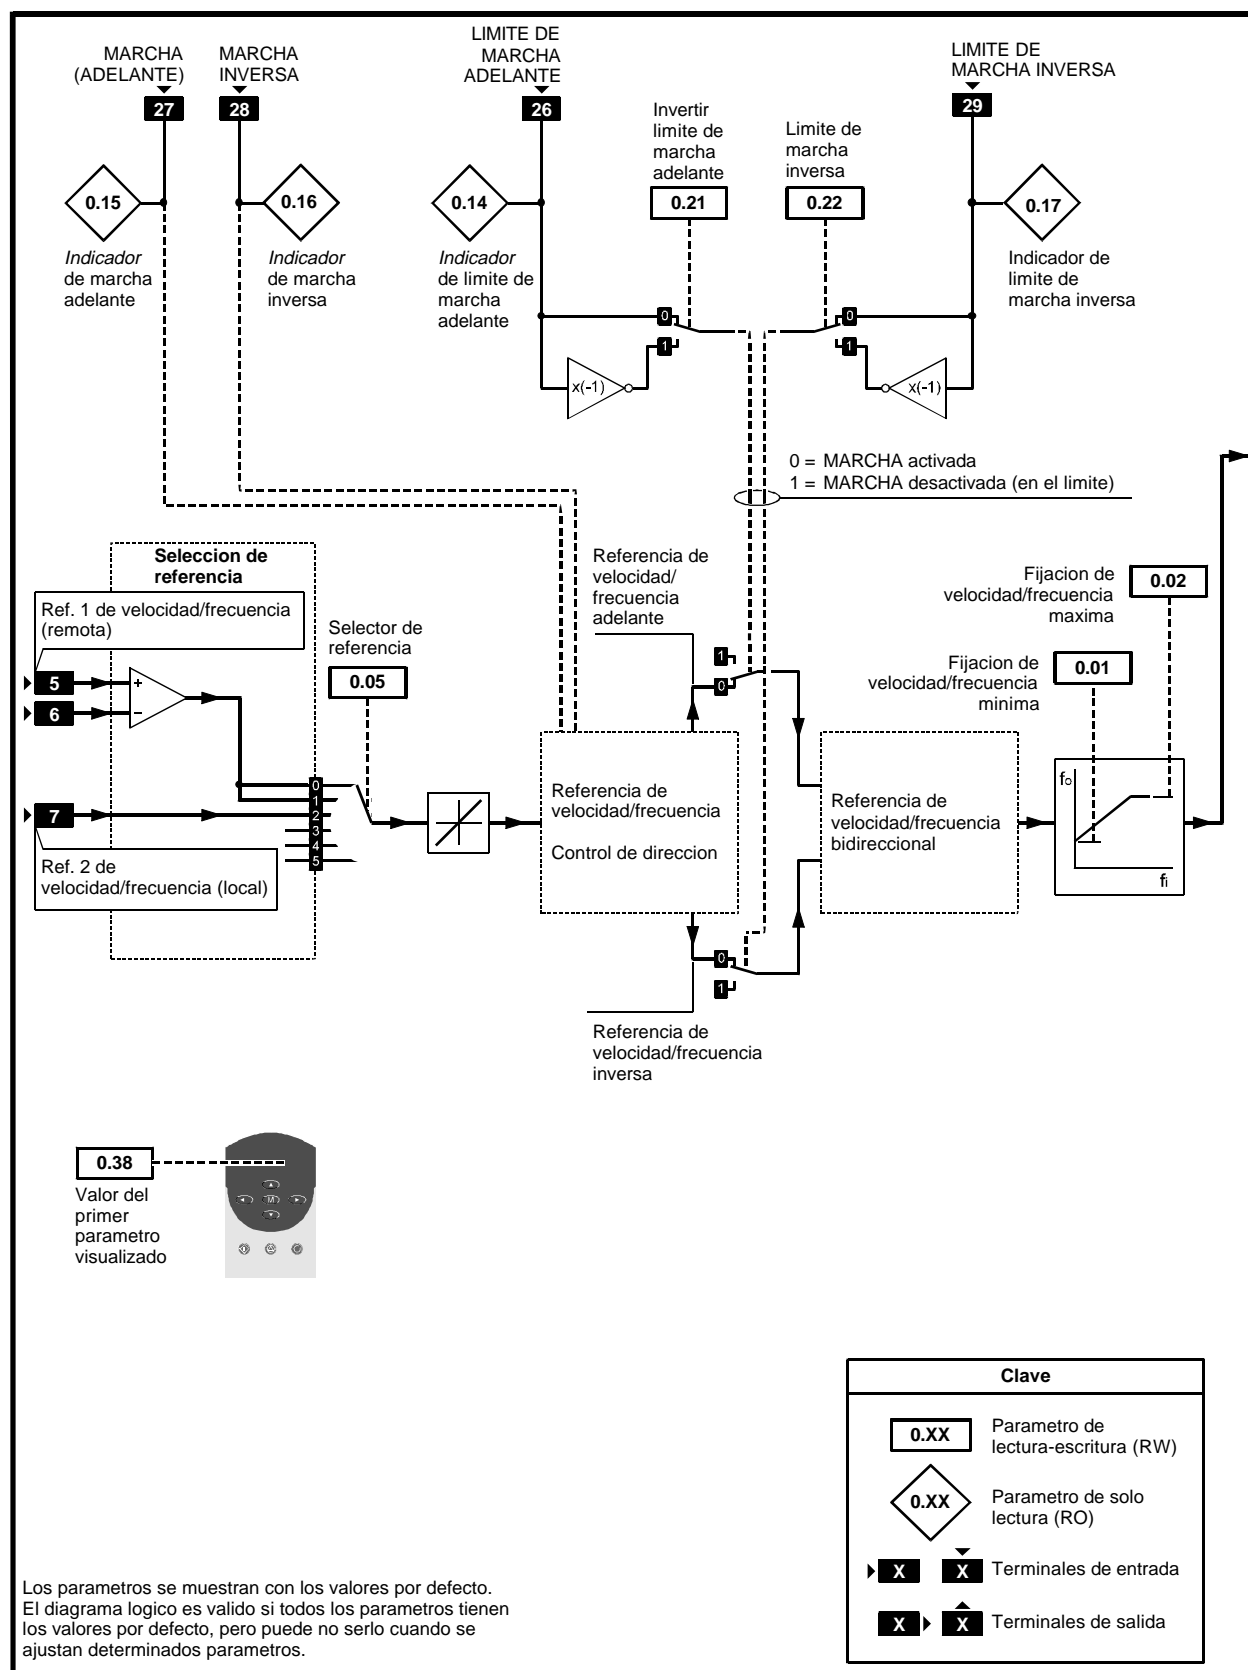 MARCHA
(ADELANTE)
MARCHA
INVERSA
LIMITE DE
MARCHA
ADELANTE
LIMITE DE
MARCHA INVERSA
27
28
26
29
Invertir
limite de
marcha
adelante
Limite de
marcha
inversa
0.15
0.16
0.14
0.21
0.22
0.17
Indicador
de marcha
adelante
Indicador
de marcha
inversa
Indicador
de limite de
marcha
adelante
Indicador de
limite de
marcha inversa
0
1
0
1
x(-1)
x(-1)
0 = MARCHA activada
1 = MARCHA desactivada (en el limite)
Seleccion de
referencia
Ref. 1 de velocidad/frecuencia
(remota)
5
6
+
−
7
Ref. 2 de
velocidad/frecuencia (local)
0
1
2
3
4
5
Selector de
referencia
0.05
Referencia de
velocidad/
frecuencia
adelante
1
0
Referencia de
velocidad/frecuencia
Control de direccion
0
1
Referencia de
velocidad/frecuencia
inversa
Referencia de
velocidad/frecuencia
bidireccional
Fijacion de
velocidad/frecuencia
maxima
0.02
Fijacion de
velocidad/frecuencia
minima
0.01
fo
fi
0.38
Valor del
primer
parametro
visualizado
M
Clave
0.XX
Parametro de
lectura-escritura (RW)
0.XX
Parametro de solo
lectura (RO)
X X Terminales de entrada
X X Terminales de salida
Los parametros se muestran con los valores por defecto.
El diagrama logico es valido si todos los parametros tienen
los valores por defecto, pero puede no serlo cuando se
ajustan determinados parametros.